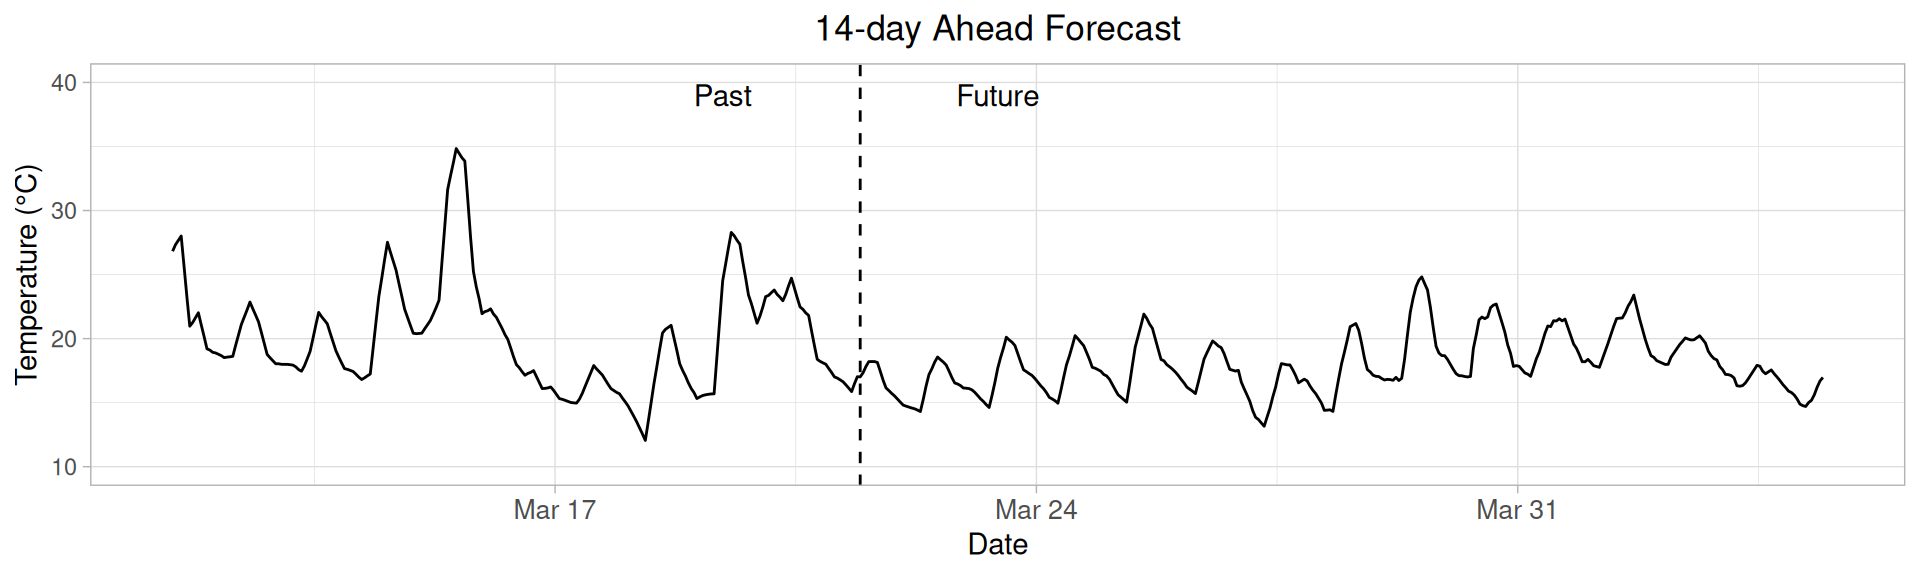 14-day Ahead Forecast
Past
Future
40
30
20
10
Temperature (°C)
Mar 17
Mar 24
Mar 31
Date